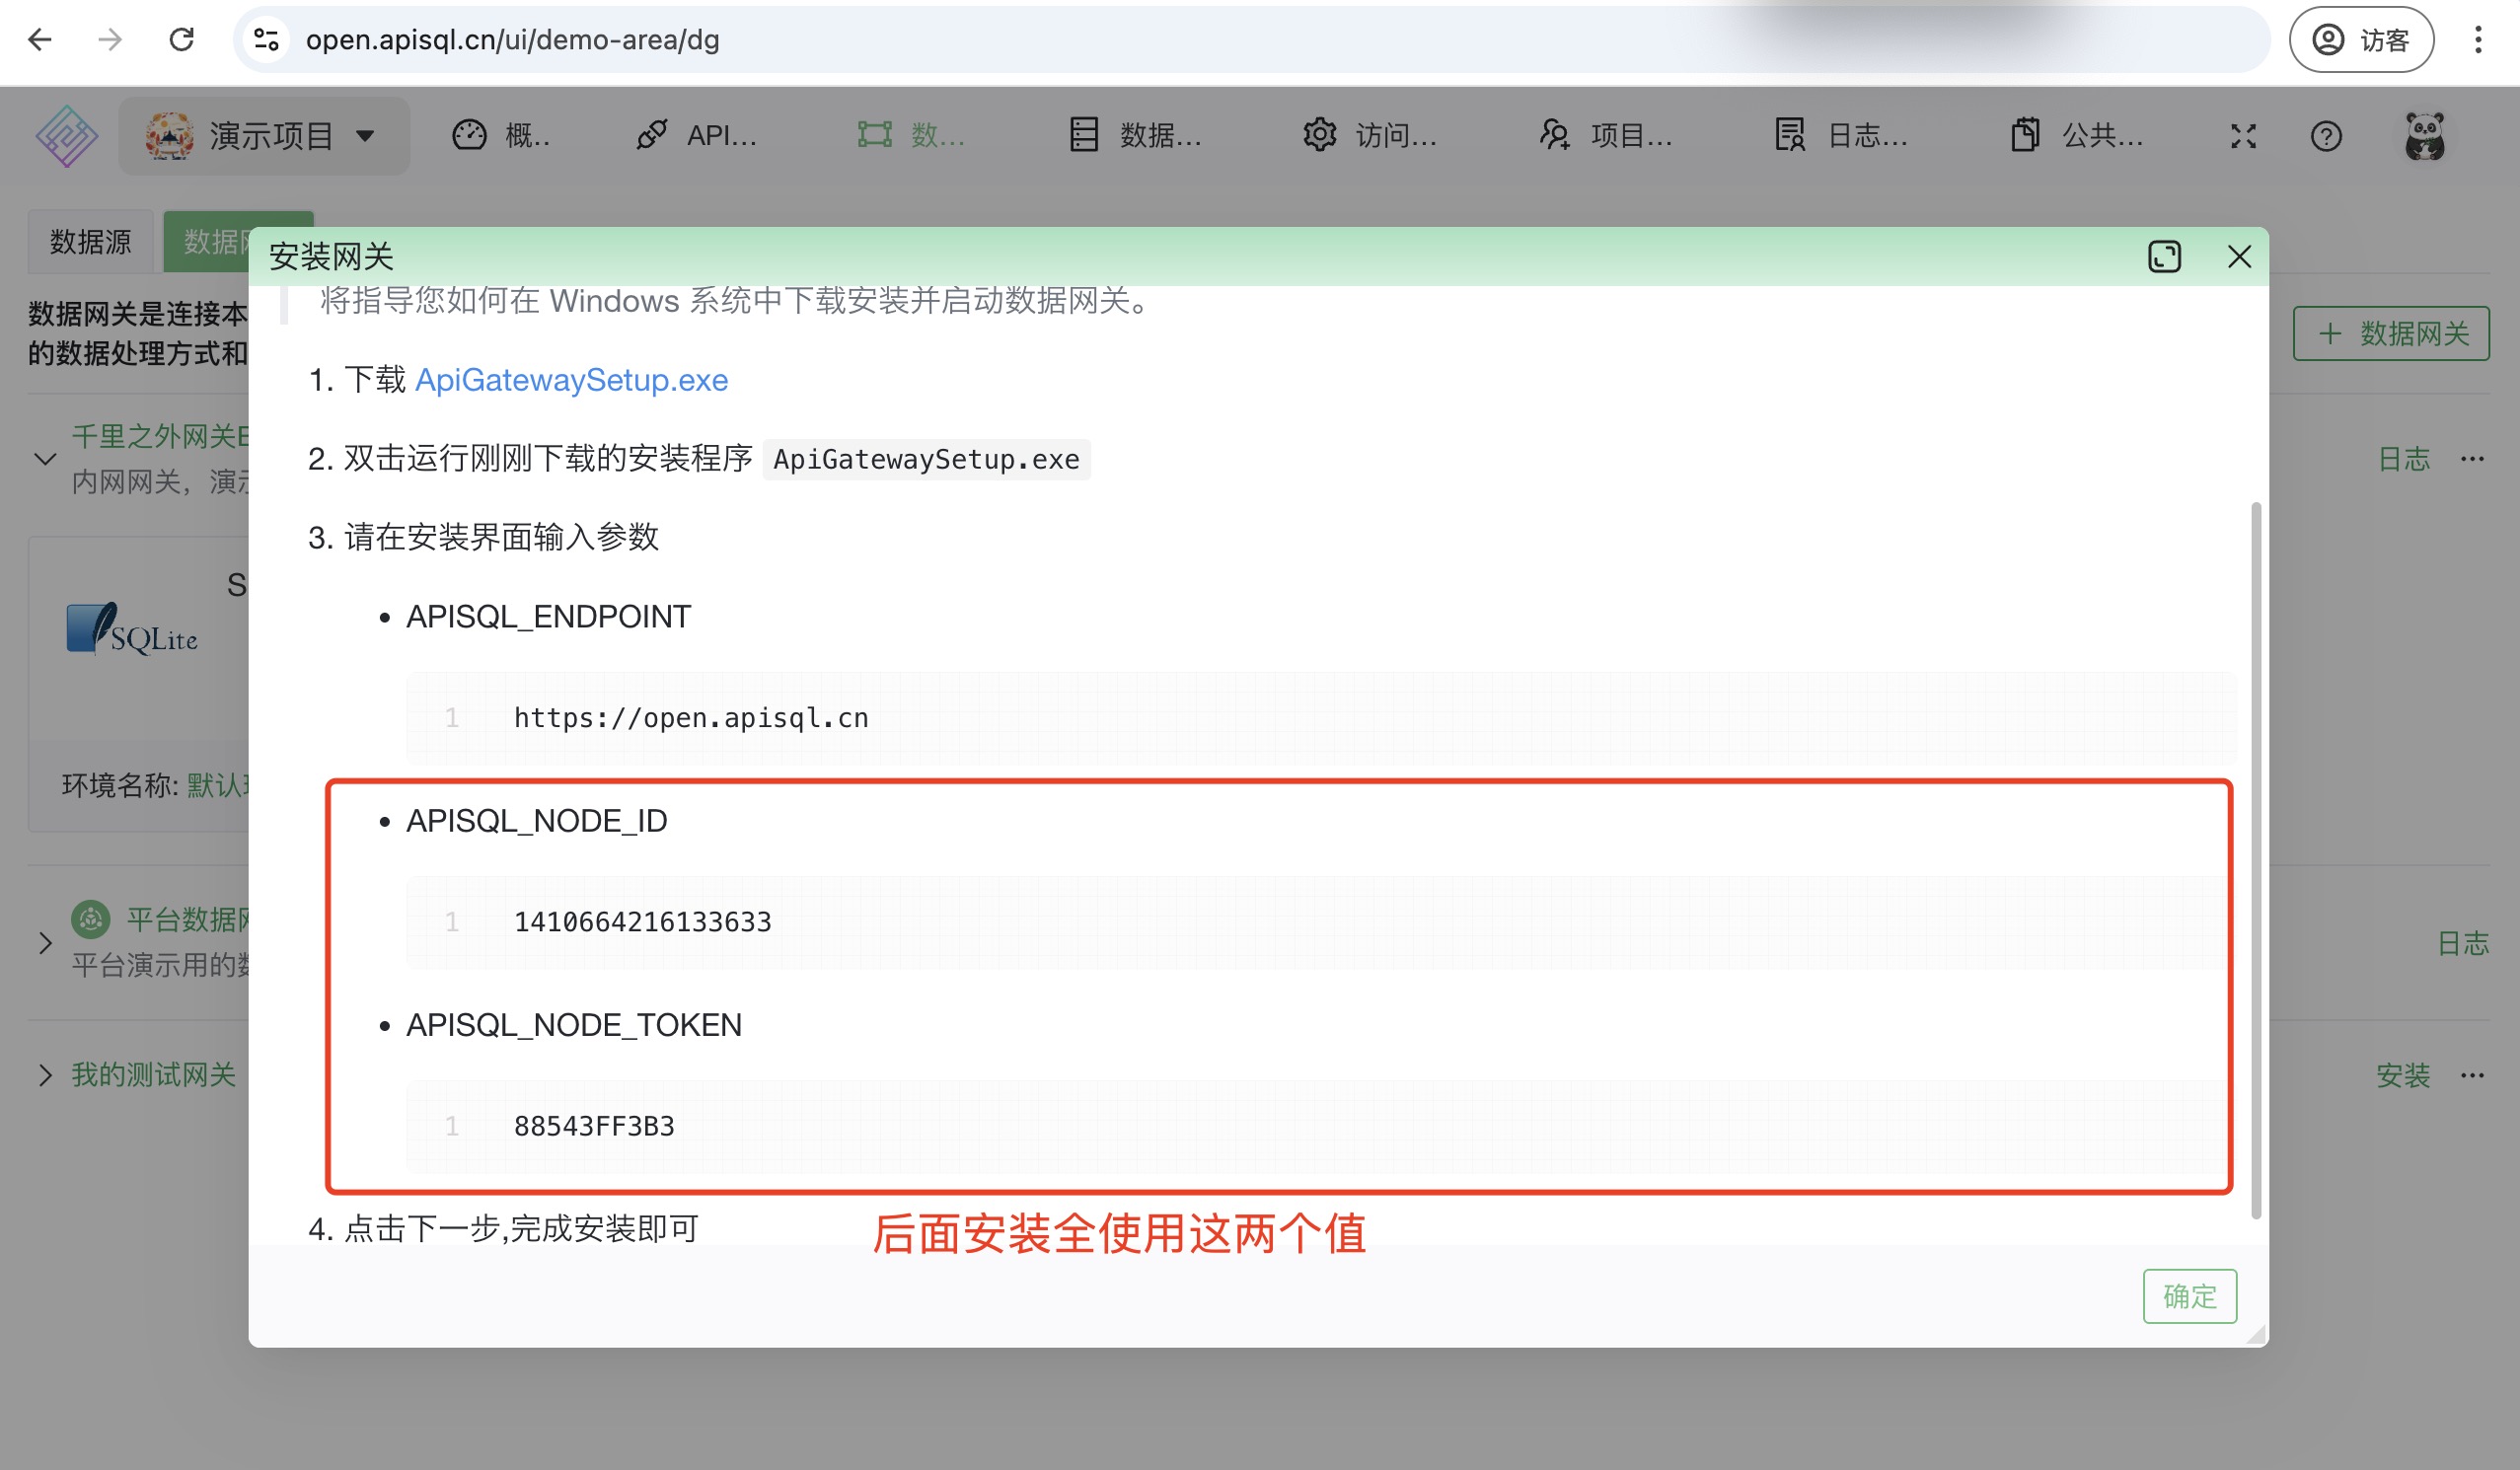 open.apisql.cn/ui/demo-area/dg
访客
演示项目
概...
API...
数...
数据...
访问...
项目...
日志...
公共...
数据源
数据网
安装网关
将指导您如何在 Windows 系统中下载安装并启动数据网关。
数据网关是连接本
的数据处理方式和
数据网关
1. 下载 ApiGatewaySetup.exe
千里之外网关E
内网网关，演示
2. 双击运行刚刚下载的安装程序 ApiGatewaySetup.exe
日志
3. 请在安装界面输入参数
S
SQLite
APISQL_ENDPOINT
1 https://open.apisql.cn
环境名称: 默认环
APISQL_NODE_ID
1 1410664216133633
平台数据网
平台演示用的数
日志
APISQL_NODE_TOKEN
我的测试网关
安装
1 88543FF3B3
4. 点击下一步,完成安装即可
后面安装全使用这两个值
确定